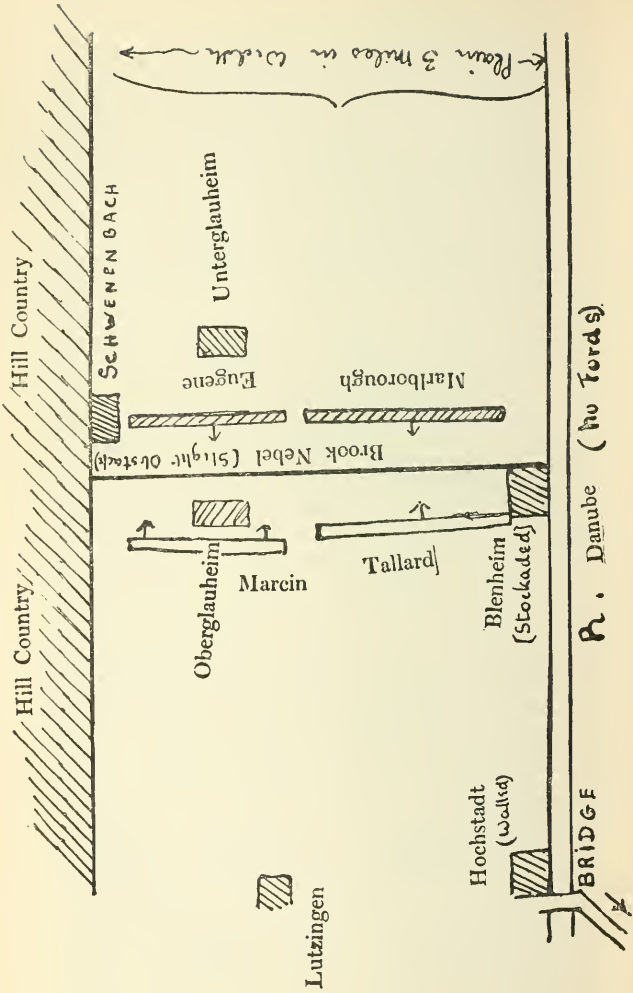 Hill Country
Hill Country
SCHWENENBACH
Unterglauheim
Eugene
Marlborough
Brook Nebel (Slight Obstacle)
Plain 3 miles in Width
Oberglauheim
Marcin
Tallard
Blenheim
(Stockaded)
Hochstadt
(Walled)
Lutzingen
BRIDGE
R. Danube (no Fords)